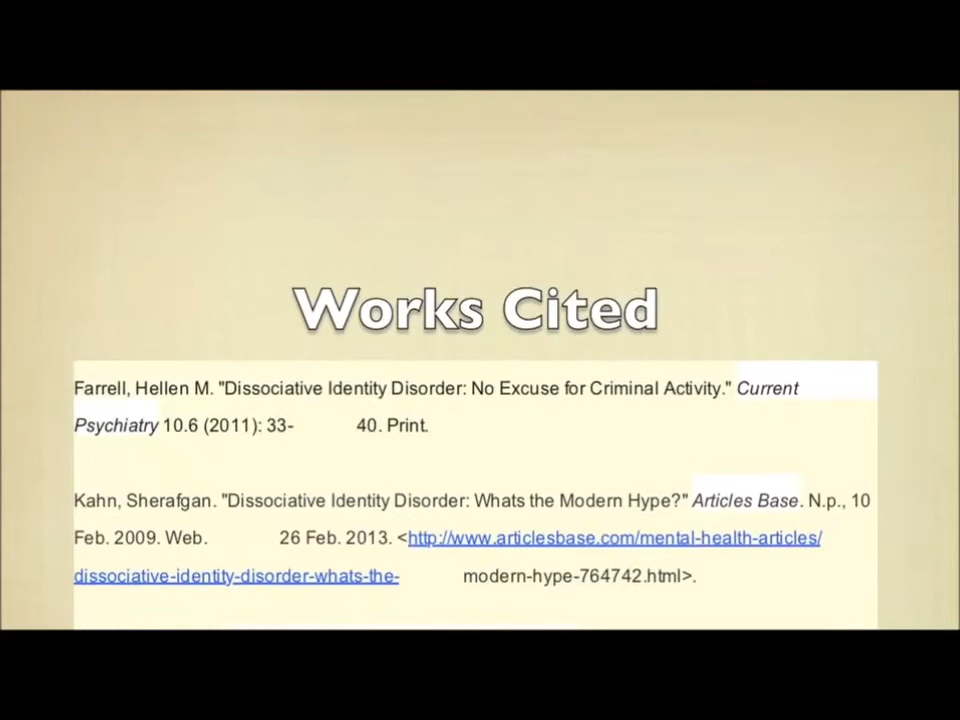 Works Cited
Farrell, Hellen M. "Dissociative Identity Disorder: No Excuse for Criminal Activity." Current
Psychiatry 10.6 (2011): 33- 40. Print.
Kahn, Sherafgan. "Dissociative Identity Disorder: Whats the Modern Hype?" Articles Base. N.p., 10
Feb. 2009. Web. 26 Feb. 2013. <http://www.articlesbase.com/mental-health-articles/
dissociative-identity-disorder-whats-the- modern-hype-764742.html>.